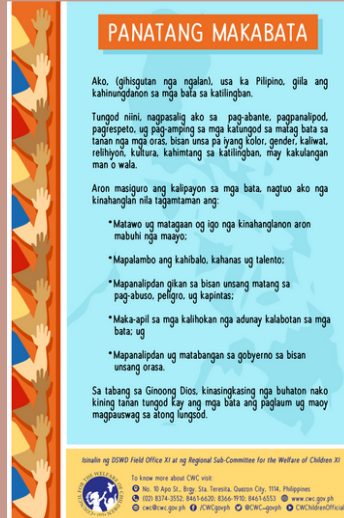 PANATANG MAKABATA
Ako, (gihisgutan nga ngalan), usa ka Pilipino, giila ang
kahinungdanon sa mga bata sa katilingban.
Tungod niini, nagpasalig ako sa pag-abante, pagpanalipod,
pagrespeto, ug pag-amping sa mga katungod sa matag bata sa
tanan nga mga oras, bisan unsa pa iyang kolor, gender, kaliwat,
relihiyon, kultura, kahimtang sa katilingban, may kakulangan
man o wala.
Aron masiguro ang kalipayon sa mga bata, nagtuo ako nga
kinahanglan nila tagamtaman ang:
*Matawo ug matagaan og igo nga kinahanglanon aron
mabuhi nga maayo;
*Mapalambo ang kahibalo, kahanas ug talento;
*Mapanalipdan gikan sa bisan unsang matang sa
pag-abuso, peligro, ug kapintas;
*Maka-apil sa mga kalihokan nga adunay kalabotan sa mga
bata; ug
*Mapanalipdan ug matabangan sa gobyerno sa bisan
unsang orasa.
Sa tabang sa Ginoong Dios, kinasingkasing nga buhaton nako
kining tanan tungod kay ang mga bata ang paglaum ug maoy
magpauswag sa atong lungsod.
Isinalin ng DSWD Field Office XI at ng Regional Sub-Committee for the Welfare of Children XI
To know more about CWC visit:
No. 10 Apo St., Brgy. Sta. Teresita, Quezon City, 1114, Philippines
(02) 8374-3552; 8461-6620; 8366-1910; 8461-6553 www.cwc.gov.ph
cwc@cwc.gov.ph /CWCgovph @CWC_govph CWCChildrenOfficial